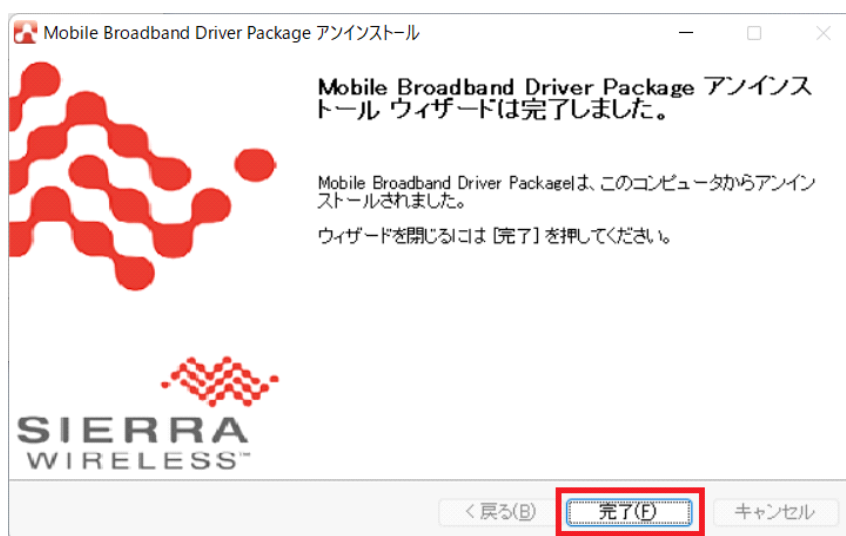 Mobile Broadband Driver Package アンインストール
Mobile Broadband Driver Package アンインス
トール ウィザードは完了しました。
Mobile Broadband Driver Packageは、このコンピュータからアンイン
ストールされました。
ウィザードを閉じるには [完了] を押してください。
SIERRA
WIRELESS™
< 戻る(B)
完了(F)
キャンセル